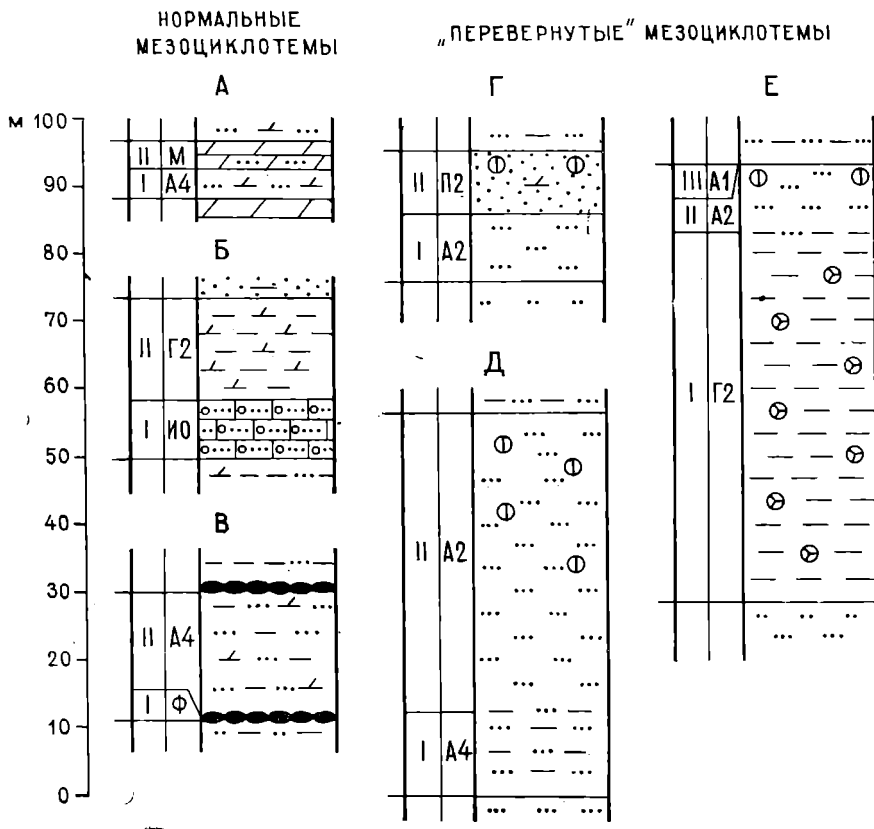 НОРМАЛЬНЫЕ
МЕЗОЦИКЛОТЕМЫ
„ПЕРЕВЕРНУТЫЕ“ МЕЗОЦИКЛОТЕМЫ
А
Г
Е
м 100
90
80
70
60
50
40
30
20
10
0
II М
I А4
Б
II Г2
I ИО
В
II А4
I Ф
II П2
I А2
Д
II А2
I А4
III А1
II А2
I Г2